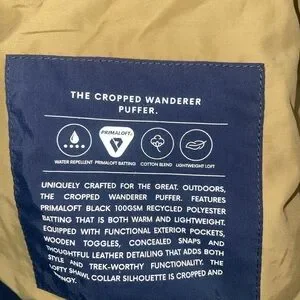 THE CROPPED WANDERER
PUFFER.
PRIMALOFT
WATER REPELLENT PRIMALOFT BATTING COTTON BLEND LIGHTWEIGHT LOFT
UNIQUELY CRAFTED FOR THE GREAT, OUTDOORS,
THE CROPPED WANDERER PUFFER. FEATURES
PRIMALOFT BLACK 100GSM RECYCLED POLYESTER
BATTING THAT IS BOTH WARM AND LIGHTWEIGHT.
EQUIPPED WITH FUNCTIONAL EXTERIOR POCKETS,
WOODEN TOGGLES, CONCEALED SNAPS AND
THOUGHTFUL LEATHER DETAILING THAT ADDS BOTH
STYLE AND TREK-WORTHY FUNCTIONALITY. THE
LOFTY SHAWL COLLAR SILHOUETTE IS CROPPED AND